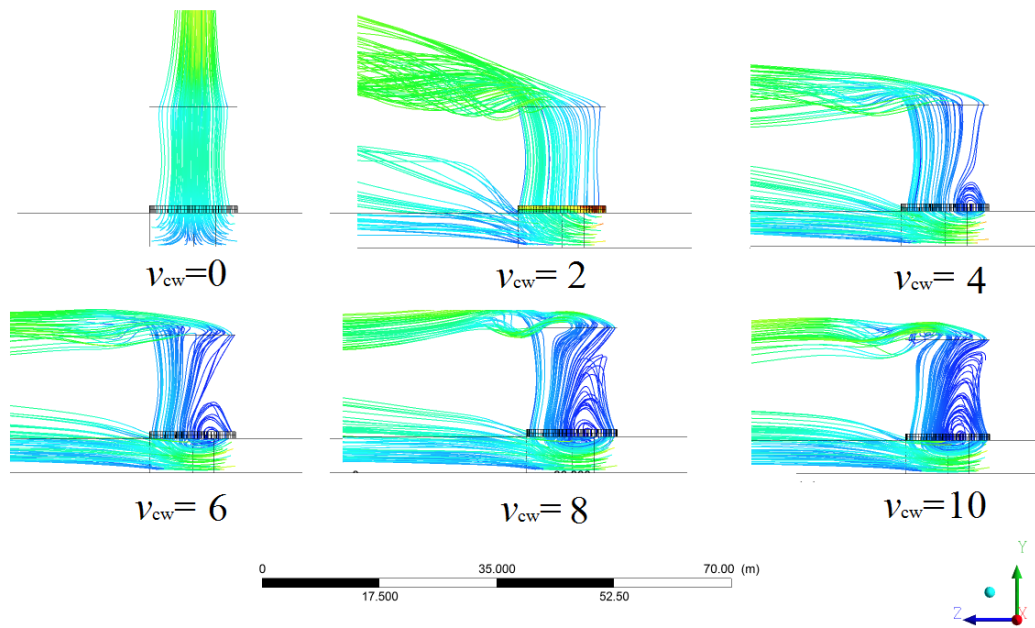 vcw=0
vcw= 2
vcw= 4
vcw= 6
vcw= 8
vcw=10
0 35.000 70.00 (m)
17.500 52.50
Y
Z X